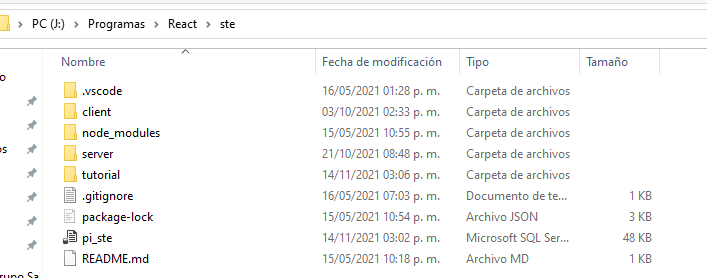 PC (J:) > Programas > React > ste
Nombre Fecha de modificación Tipo Tamaño
.vscode 16/05/2021 01:28 p. m. Carpeta de archivos
client 03/10/2021 02:33 p. m. Carpeta de archivos
node_modules 15/05/2021 10:55 p. m. Carpeta de archivos
server 21/10/2021 08:48 p. m. Carpeta de archivos
tutorial 14/11/2021 03:06 p. m. Carpeta de archivos
.gitignore 16/05/2021 07:03 p. m. Documento de te... 1 KB
package-lock 15/05/2021 10:54 p. m. Archivo JSON 3 KB
pi_ste 14/11/2021 03:02 p. m. Microsoft SQL Ser... 48 KB
README.md 15/05/2021 10:18 p. m. Archivo MD 1 KB